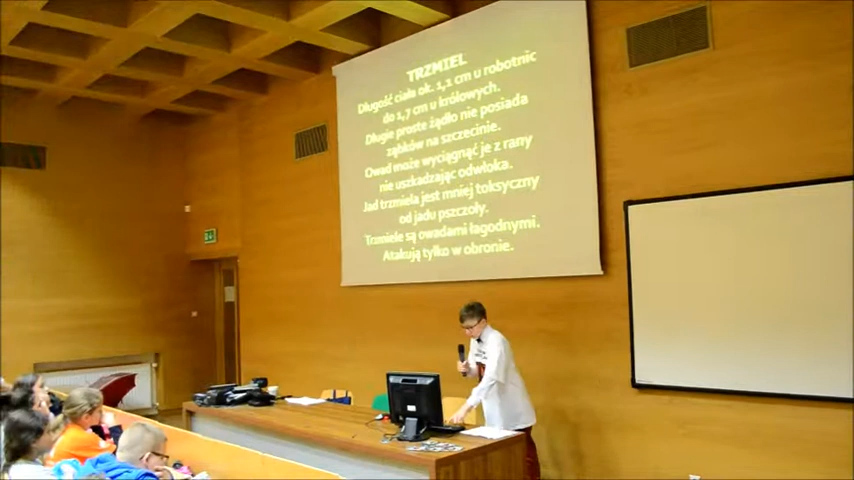 TRZMIEL
Długość ciała ok. 1,3 cm u robotnic
do 1,7 cm u królowych.
Długie proste żądło nie posiada
ząbków na szczecinie.
Owad może wyciągnąć je z rany
nie uszkadzając odwłoka.
Jad trzmiela jest mniej toksyczny
od jadu pszczoły.
Trzmiele są owadami łagodnymi.
Atakują tylko w obronie.